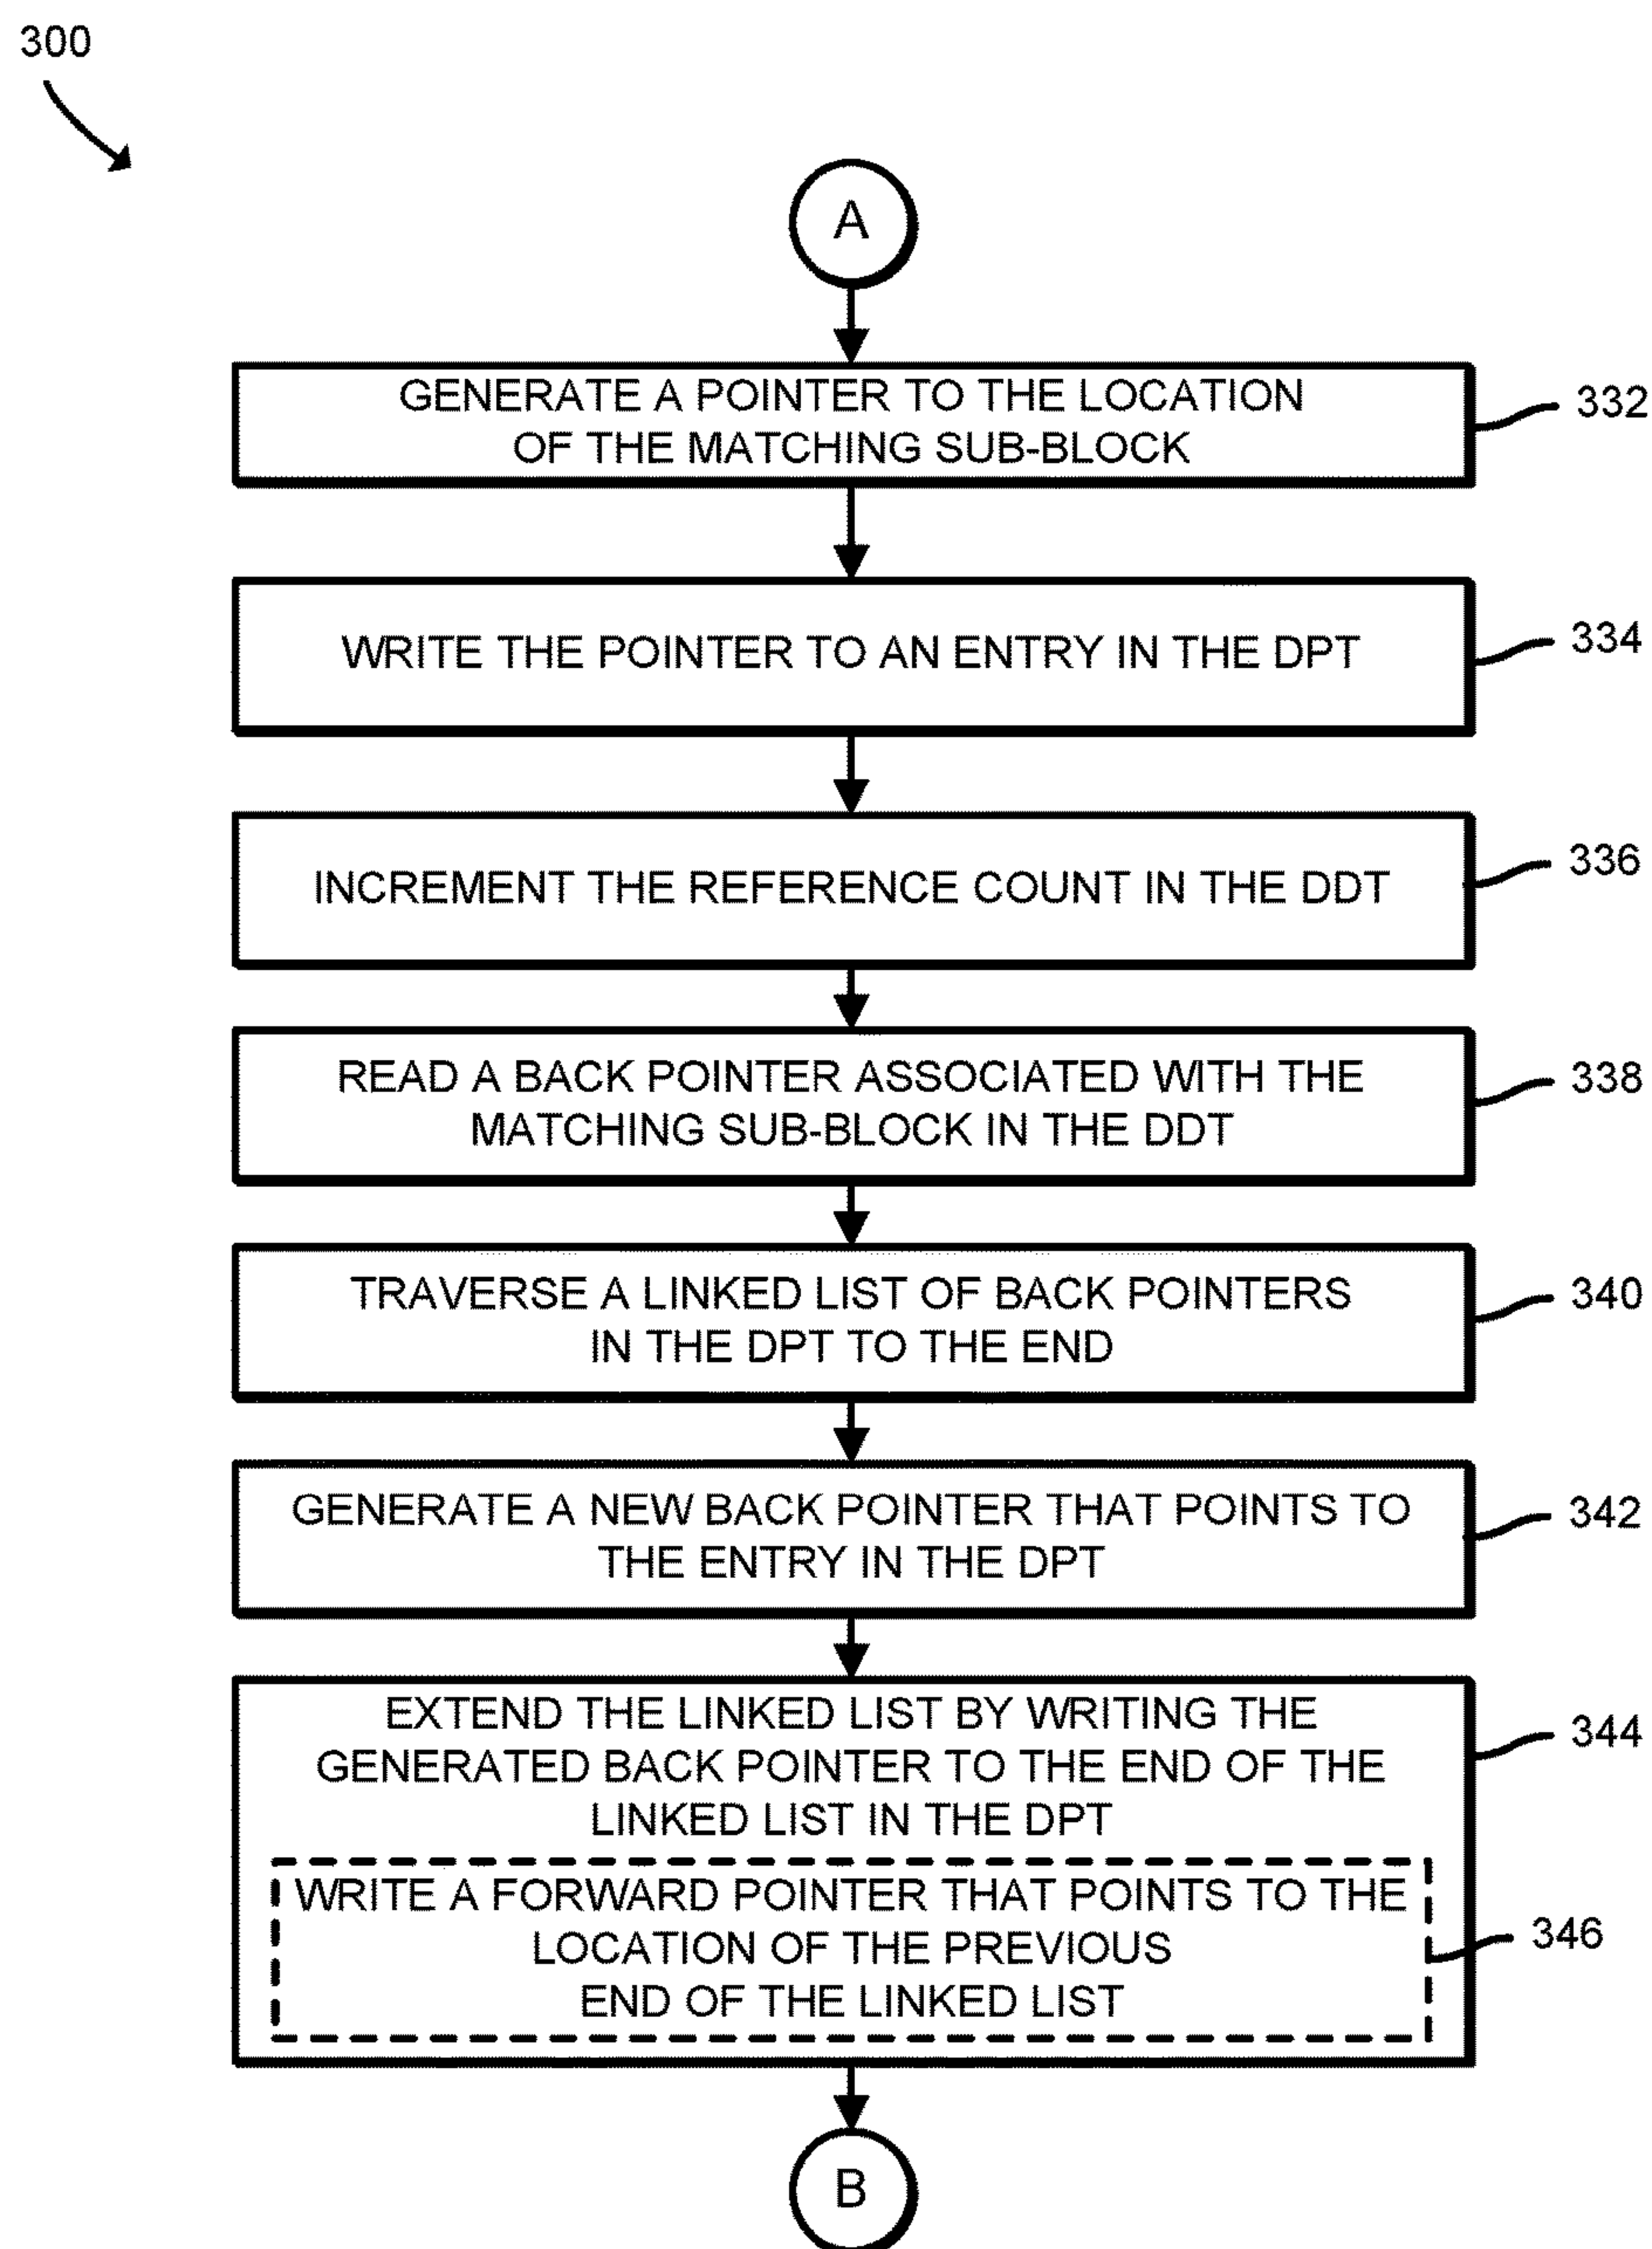 300
A
GENERATE A POINTER TO THE LOCATION
OF THE MATCHING SUB-BLOCK
332
WRITE THE POINTER TO AN ENTRY IN THE DPT
334
INCREMENT THE REFERENCE COUNT IN THE DDT
336
READ A BACK POINTER ASSOCIATED WITH THE
MATCHING SUB-BLOCK IN THE DDT
338
TRAVERSE A LINKED LIST OF BACK POINTERS
IN THE DPT TO THE END
340
GENERATE A NEW BACK POINTER THAT POINTS TO
THE ENTRY IN THE DPT
342
EXTEND THE LINKED LIST BY WRITING THE
GENERATED BACK POINTER TO THE END OF THE
LINKED LIST IN THE DPT
344
WRITE A FORWARD POINTER THAT POINTS TO THE
LOCATION OF THE PREVIOUS
END OF THE LINKED LIST
346
B